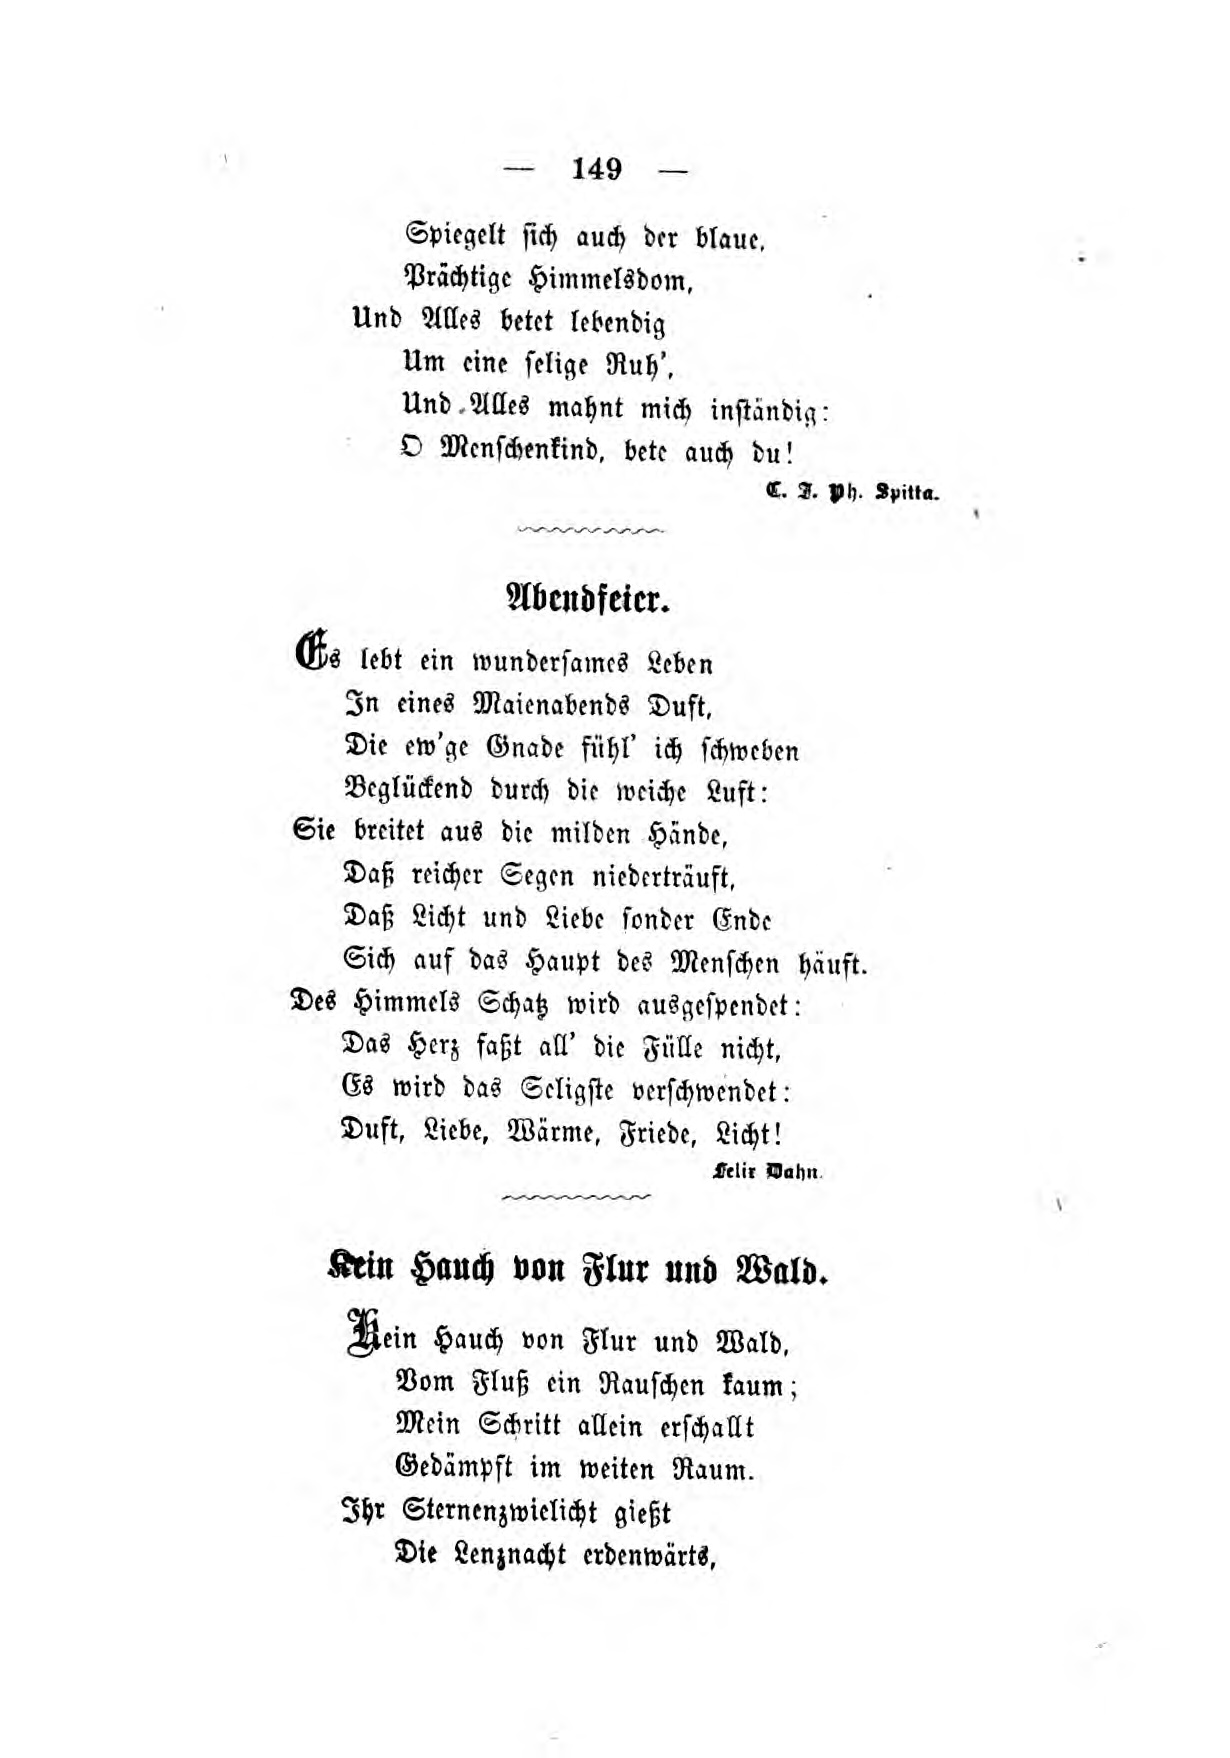 — 149 —
Spiegelt sich auch der blaue,
Prächtige Himmelsdom,
Und Alles betet lebendig
Um eine selige Ruh',
Und Alles mahnt mich inständig:
O Menschenkind, bete auch du!
C. J. Ph. Spitta.
Abendfeier.
Es lebt ein wundersames Leben
In eines Maienabends Duft,
Die ew'ge Gnade fühl' ich schweben
Beglückend durch die weiche Luft:
Sie breitet aus die milden Hände,
Daß reicher Segen niederträuft,
Daß Licht und Liebe sonder Ende
Sich auf das Haupt des Menschen häuft.
Des Himmels Schatz wird ausgespendet:
Das Herz faßt all' die Fülle nicht,
Es wird das Seligste verschwendet:
Duft, Liebe, Wärme, Friede, Licht!
Felix Dahn.
Kein Hauch von Flur und Wald.
Kein Hauch von Flur und Wald,
Vom Fluß ein Rauschen kaum;
Mein Schritt allein erschallt
Gedämpft im weiten Raum.
Ihr Sternenzwielicht gießt
Die Lenznacht erdenwärts,